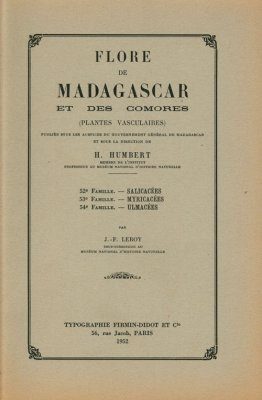 FLORE
DE
MADAGASCAR
ET DES COMORES
(PLANTES VASCULAIRES)
PUBLIÉE SOUS LES AUSPICES DU GOUVERNEMENT GÉNÉRAL DE MADAGASCAR
ET SOUS LA DIRECTION DE
H. HUMBERT
MEMBRE DE L'INSTITUT
PROFESSEUR AU MUSÉUM NATIONAL D'HISTOIRE NATURELLE
52e FAMILLE. — SALICACÉES
53e FAMILLE. — MYRICACÉES
54e FAMILLE. — ULMACÉES
PAR
J.-F. LEROY
SOUS-DIRECTEUR AU
MUSÉUM NATIONAL D'HISTOIRE NATURELLE
TYPOGRAPHIE FIRMIN-DIDOT ET Cie
56, rue Jacob, PARIS
1952